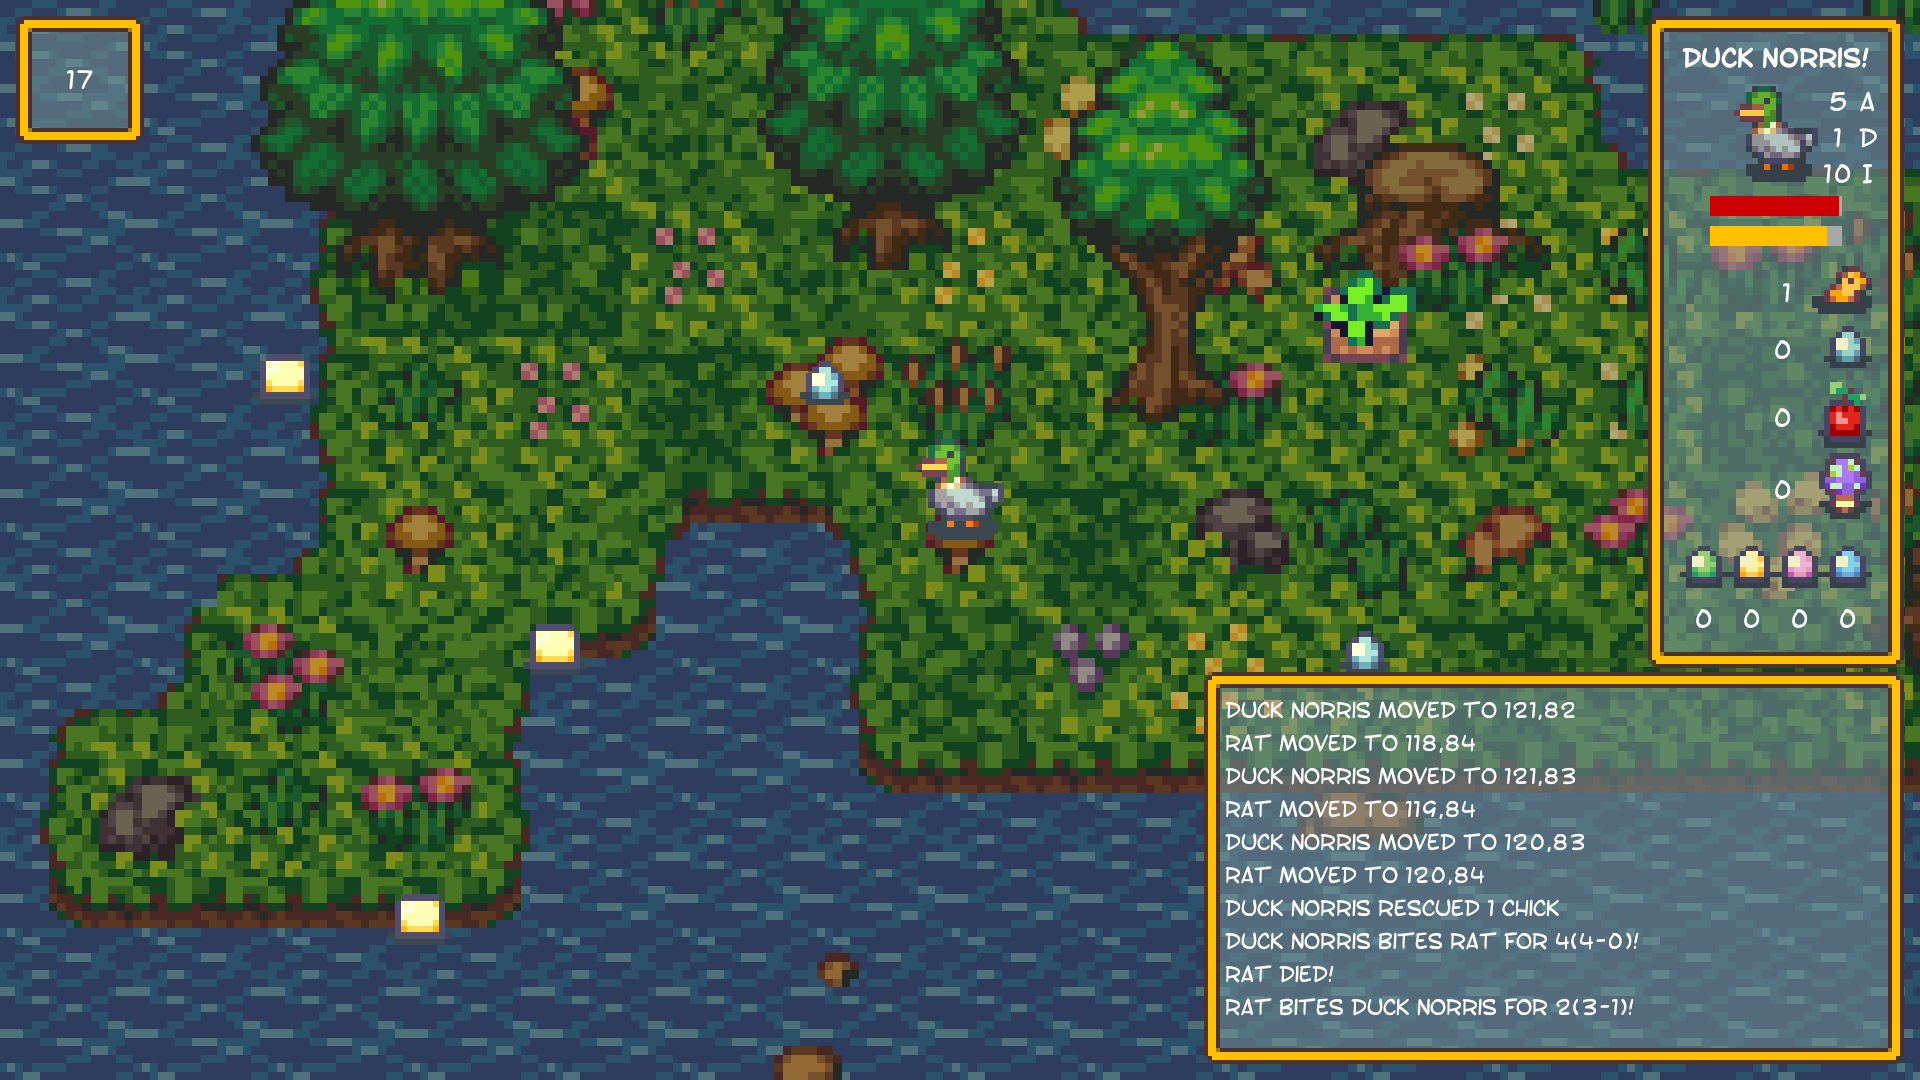 17
DUCK NORRIS!
5 A
1 D
10 I
1
0
0
0
0 0 0 0
DUCK NORRIS MOVED TO 121,82
RAT MOVED TO 118,84
DUCK NORRIS MOVED TO 121,83
RAT MOVED TO 119,84
DUCK NORRIS MOVED TO 120,83
RAT MOVED TO 120,84
DUCK NORRIS RESCUED 1 CHICK
DUCK NORRIS BITES RAT FOR 4(4-0)!
RAT DIED!
RAT BITES DUCK NORRIS FOR 2(3-1)!